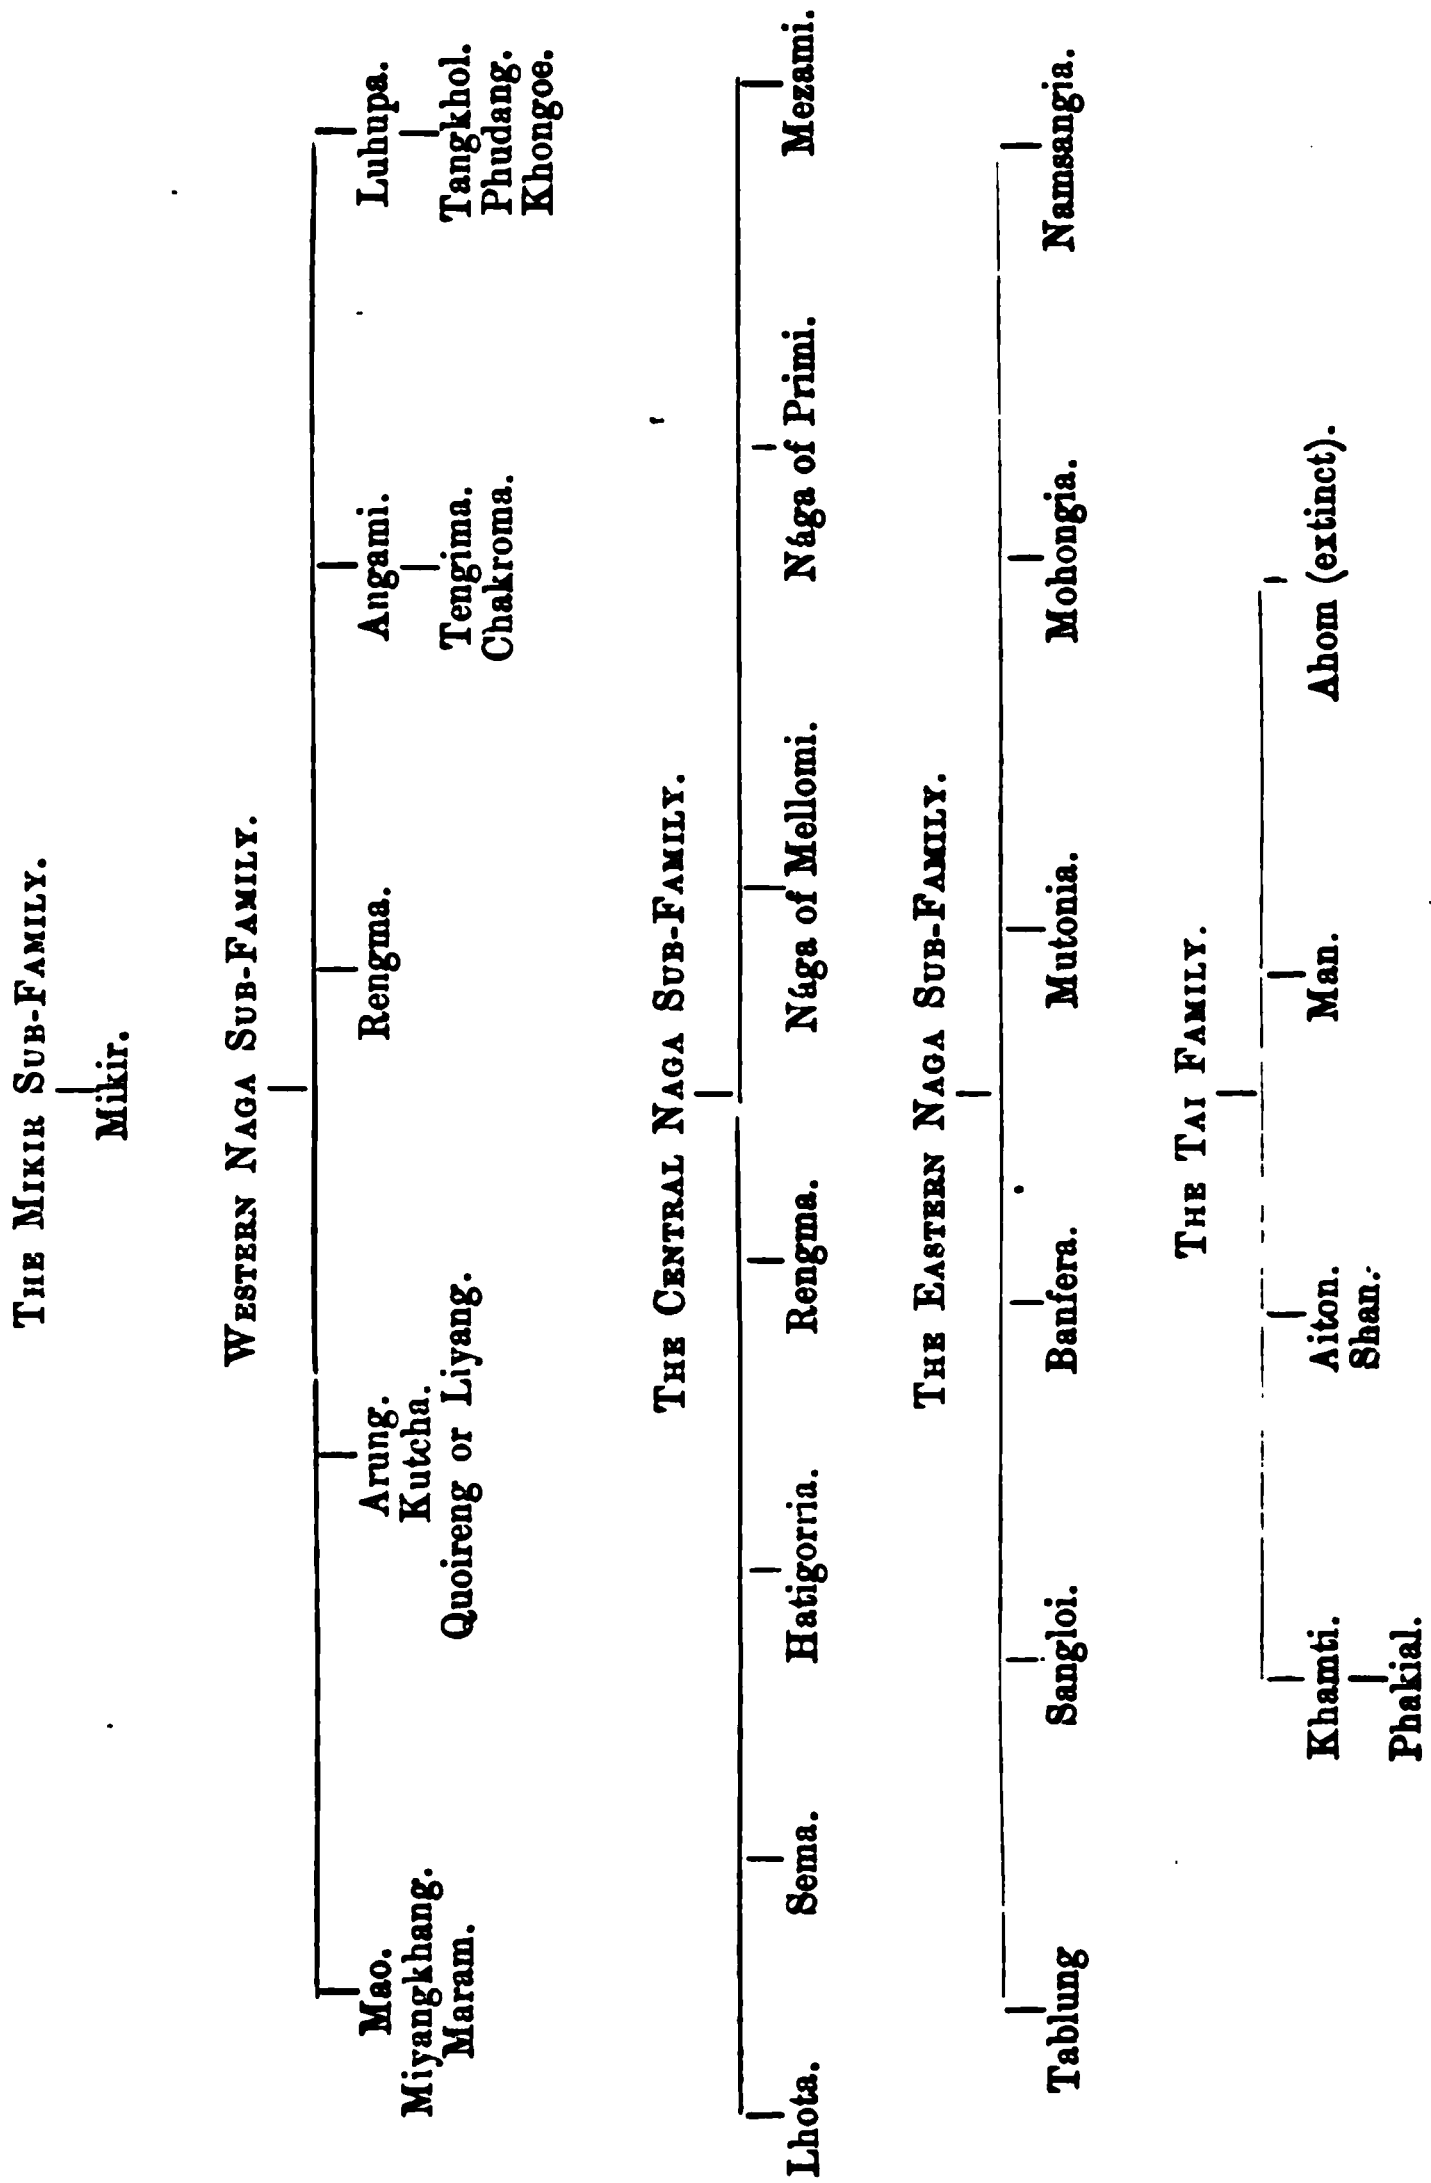 THE MIKIR SUB-FAMILY.
Mikir.
WESTERN NAGA SUB-FAMILY.
Mao.
Miyangkhang.
Maram.
Arung.
Kutcha.
Quoireng or Liyang.
Rengma.
Angami.
Tengima.
Chakroma.
Luhupa.
Tangkhol.
Phudang.
Khongoe.
THE CENTRAL NAGA SUB-FAMILY.
Lhota.
Sema.
Hatigorria.
Rengma.
Nága of Mellomi.
Nága of Primi.
Mezami.
THE EASTERN NAGA SUB-FAMILY.
Tablung
Sangloi.
Banfera.
Mutonia.
Mohongia.
Namsangia.
THE TAI FAMILY.
Khamti.
Phakial.
Aiton.
Shan.
Man.
Ahom (extinct).